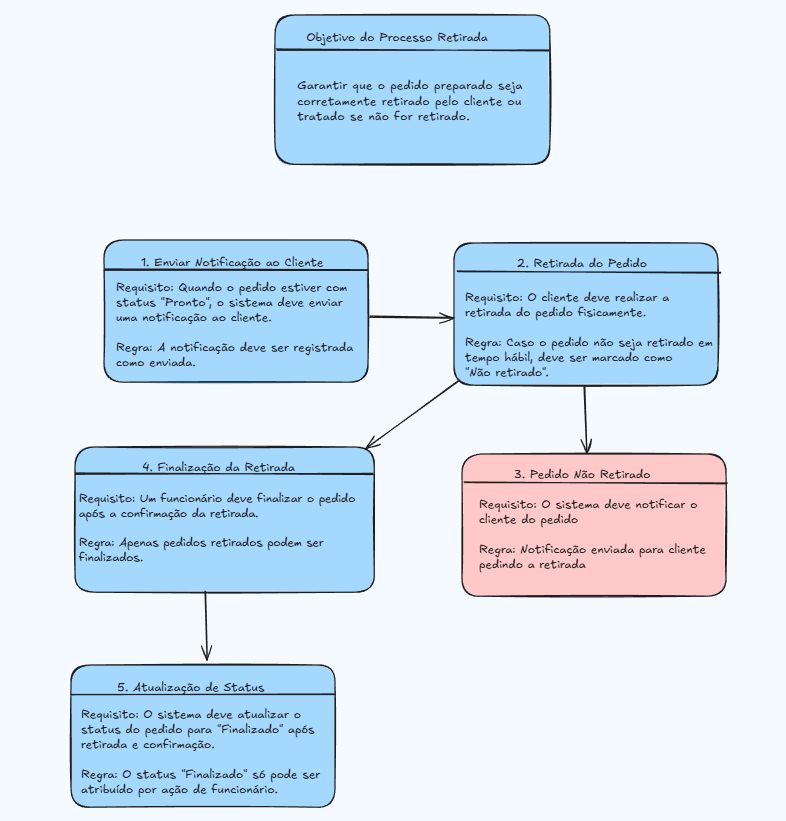 Objetivo do Processo Retirada
Garantir que o pedido preparado seja
corretamente retirado pelo cliente ou
tratado se não for retirado.
1. Enviar Notificação ao Cliente
Requisito: Quando o pedido estiver com
status "Pronto", o sistema deve enviar
uma notificação ao cliente.
Regra: A notificação deve ser registrada
como enviada.
2. Retirada do Pedido
Requisito: O cliente deve realizar a
retirada do pedido fisicamente.
Regra: Caso o pedido não seja retirado em
tempo hábil, deve ser marcado como
"Não retirado".
4. Finalização da Retirada
Requisito: Um funcionário deve finalizar o pedido
após a confirmação da retirada.
Regra: Apenas pedidos retirados podem ser
finalizados.
3. Pedido Não Retirado
Requisito: O sistema deve notificar o
cliente do pedido
Regra: Notificação enviada para cliente
pedindo a retirada
5. Atualização de Status
Requisito: O sistema deve atualizar o
status do pedido para "Finalizado" após
retirada e confirmação.
Regra: O status "Finalizado" só pode ser
atribuído por ação de funcionário.